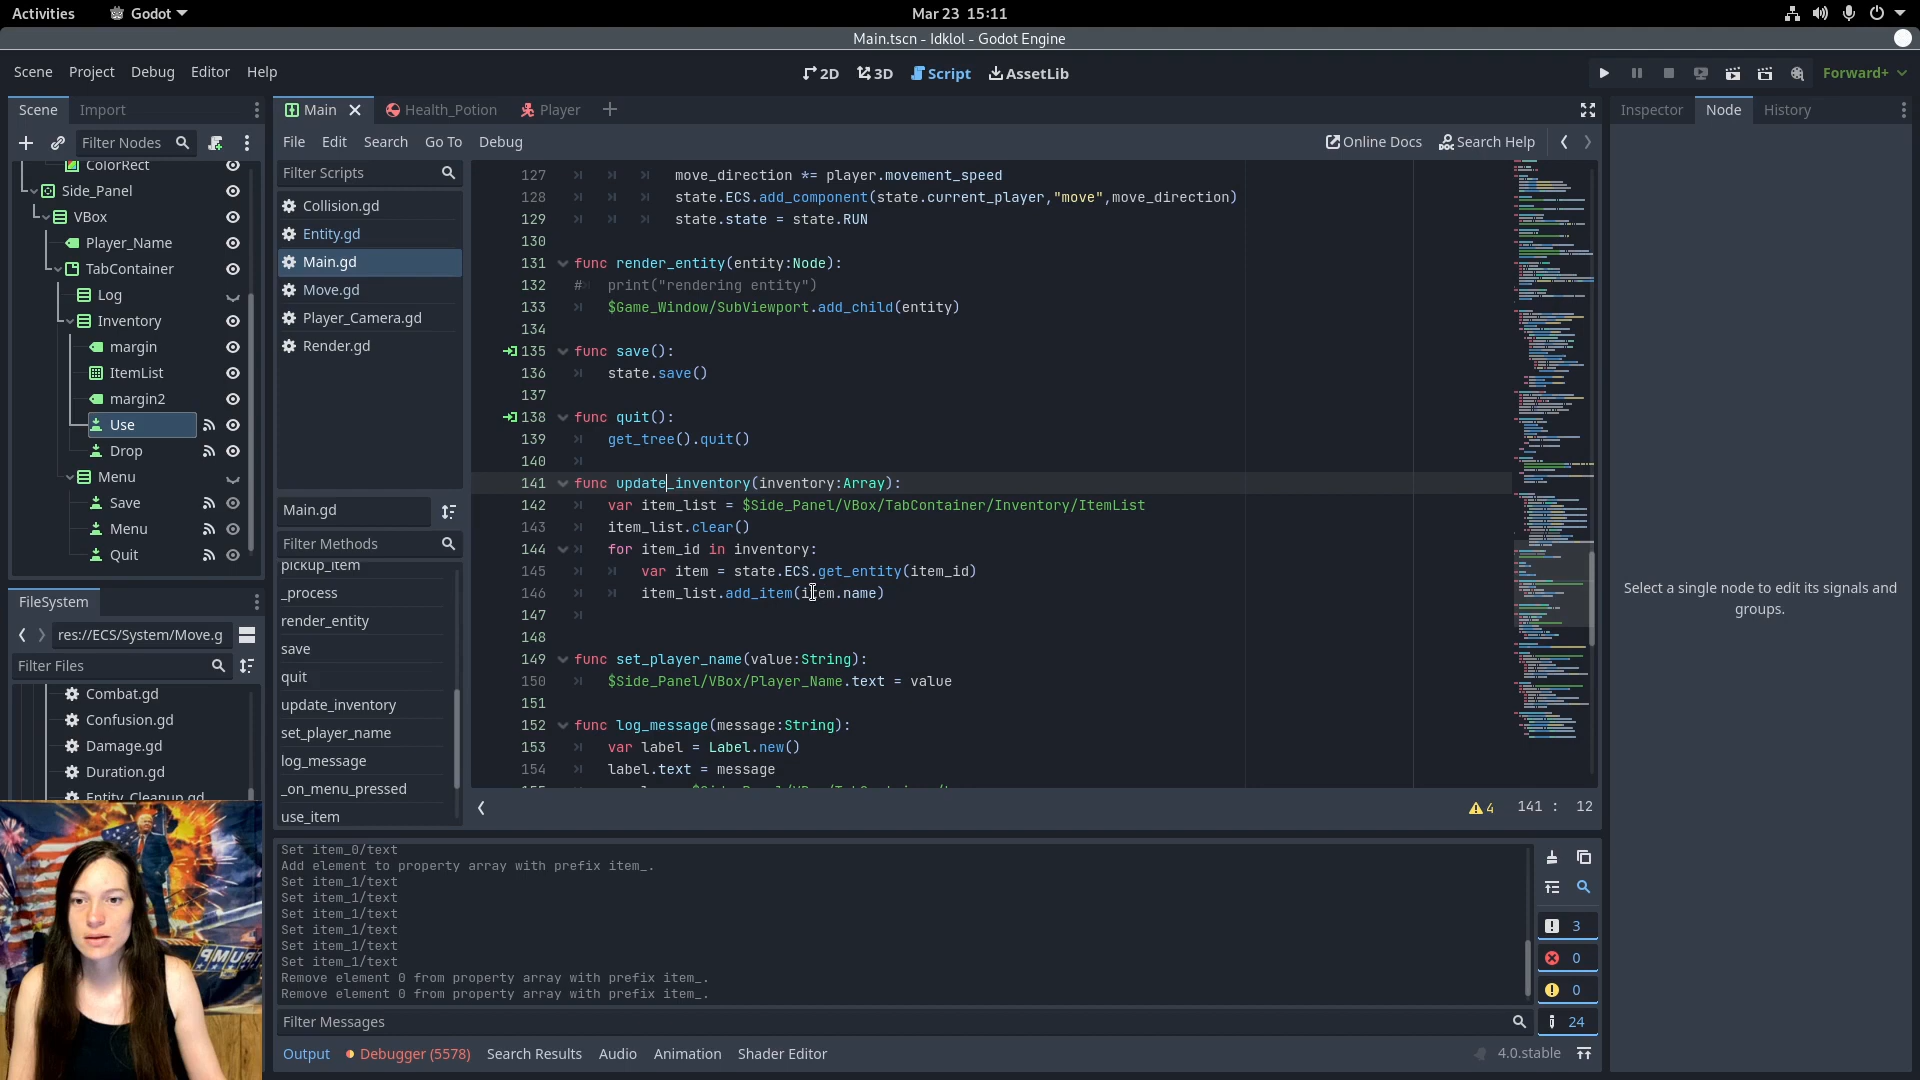 Activities
Godot
Mar 23 15:11
Main.tscn - Idklol - Godot Engine
Scene Project Debug Editor Help
2D 3D Script AssetLib
Forward+
Scene Import
Filter Nodes
ColorRect
Side_Panel
VBox
Player_Name
TabContainer
Log
Inventory
margin
ItemList
margin2
Use
Drop
Menu
Save
Menu
Quit
FileSystem
res://ECS/System/Move.g
Filter Files
Combat.gd
Confusion.gd
Damage.gd
Duration.gd
Entity_Cleanup.gd
Main Health_Potion Player
File Edit Search Go To Debug
Online Docs Search Help
Filter Scripts
Collision.gd
Entity.gd
Main.gd
Move.gd
Player_Camera.gd
Render.gd
Main.gd
Filter Methods
pickup_item
_process
render_entity
save
quit
update_inventory
set_player_name
log_message
_on_menu_pressed
use_item
127 move_direction *= player.movement_speed
128 state.ECS.add_component(state.current_player,"move",move_direction)
129 state.state = state.RUN
130
131 func render_entity(entity:Node):
132 # print("rendering entity")
133 $Game_Window/SubViewport.add_child(entity)
134
135 func save():
136 state.save()
137
138 func quit():
139 get_tree().quit()
140
141 func update_inventory(inventory:Array):
142 var item_list = $Side_Panel/VBox/TabContainer/Inventory/ItemList
143 item_list.clear()
144 for item_id in inventory:
145 var item = state.ECS.get_entity(item_id)
146 item_list.add_item(item.name)
147
148
149 func set_player_name(value:String):
150 $Side_Panel/VBox/Player_Name.text = value
151
152 func log_message(message:String):
153 var label = Label.new()
154 label.text = message
4 141 : 12
Set item_0/text
Add element to property array with prefix item_.
Set item_1/text
Set item_1/text
Set item_1/text
Set item_1/text
Set item_1/text
Set item_1/text
Remove element 0 from property array with prefix item_.
Remove element 0 from property array with prefix item_.
3
0
0
24
Filter Messages
Output Debugger (5578) Search Results Audio Animation Shader Editor
4.0.stable
Inspector Node History
Select a single node to edit its signals and
groups.
TRUMP